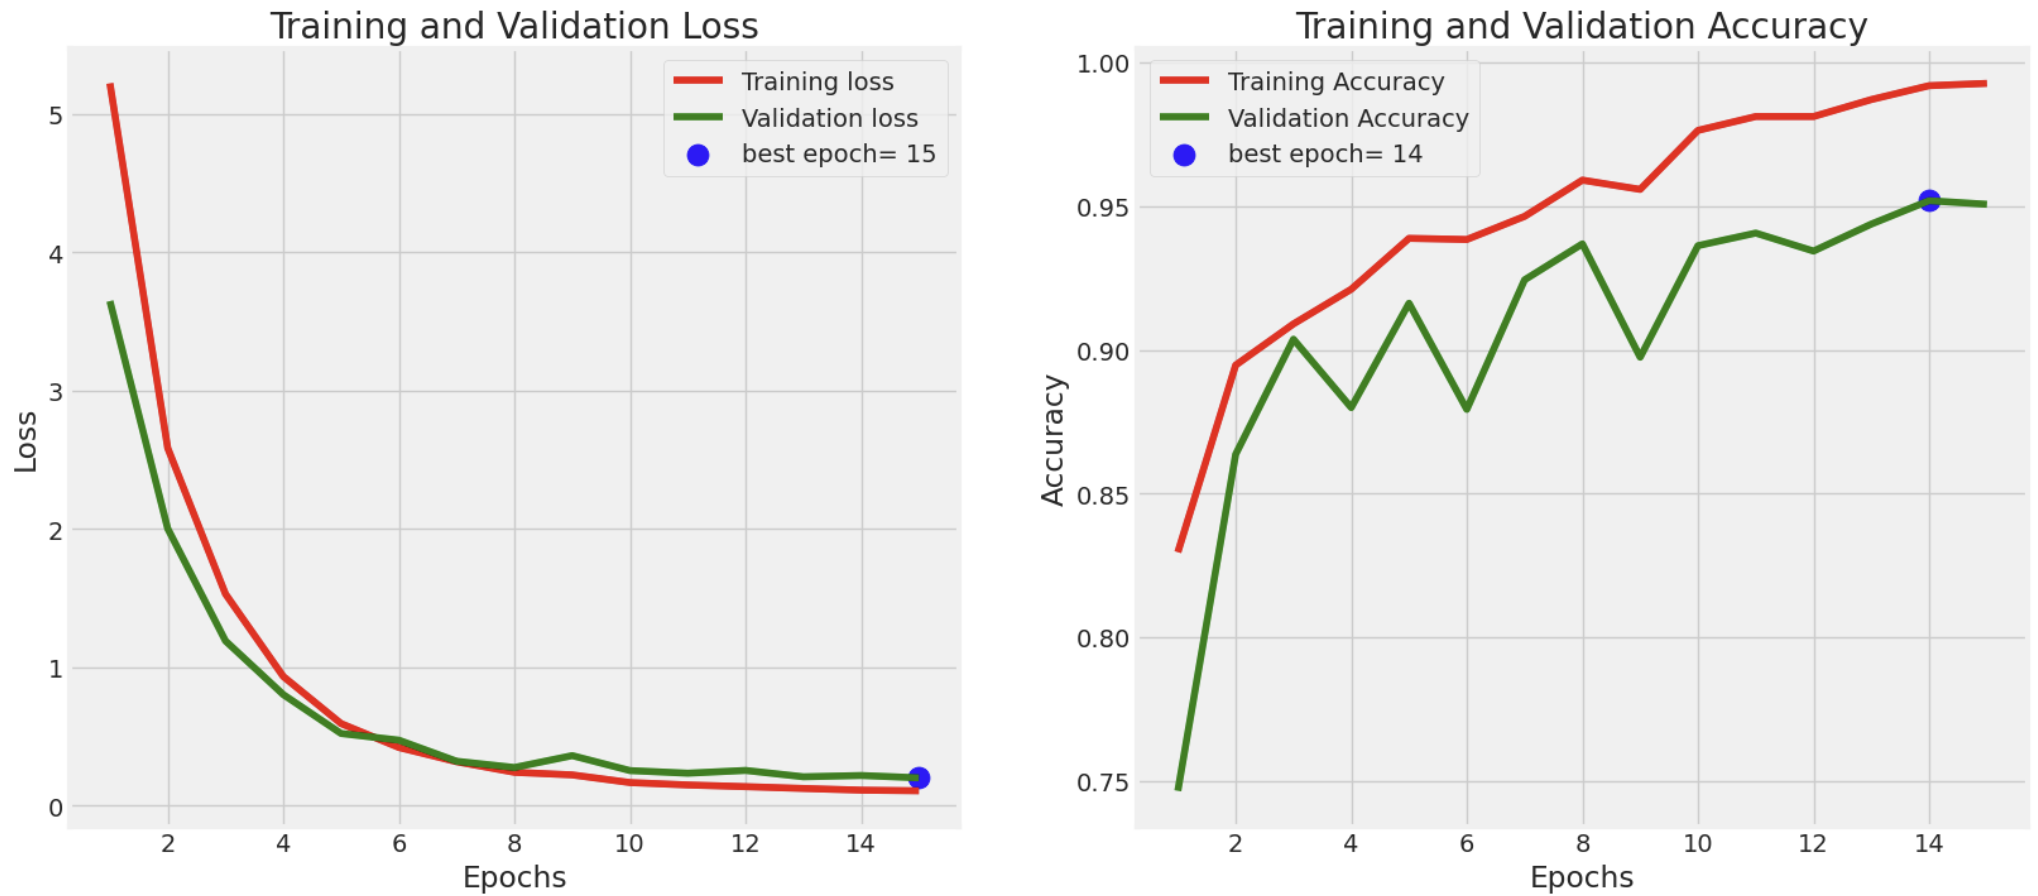 Training and Validation Loss
Training loss
Validation loss
best epoch= 15
5
4
3
2
1
0
Loss
2 4 6 8 10 12 14
Epochs
Training and Validation Accuracy
Training Accuracy
Validation Accuracy
best epoch= 14
1.00
0.95
0.90
0.85
0.80
0.75
Accuracy
2 4 6 8 10 12 14
Epochs